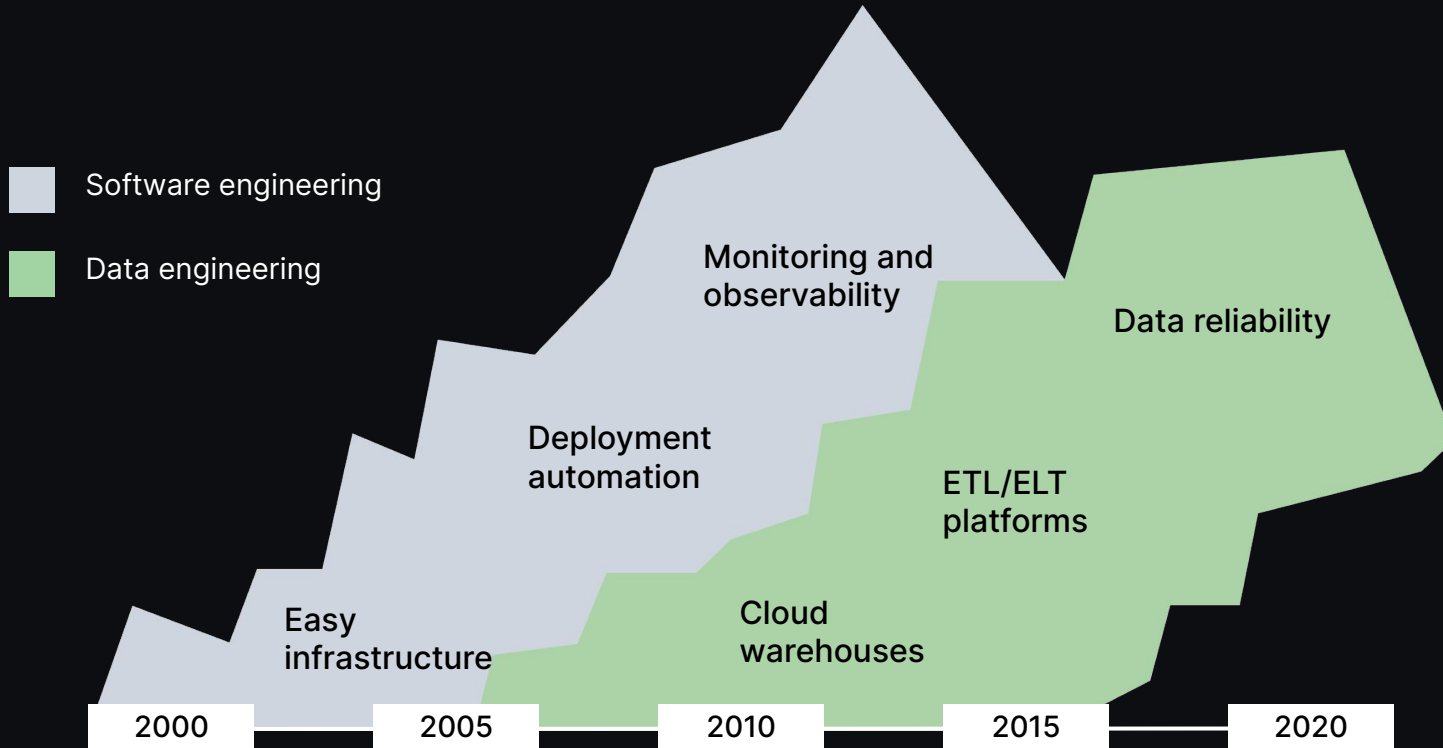 Software engineering
Data engineering
Monitoring and
observability
Data reliability
Deployment
automation
ETL/ELT
platforms
Easy
infrastructure
Cloud
warehouses
2000
2005
2010
2015
2020